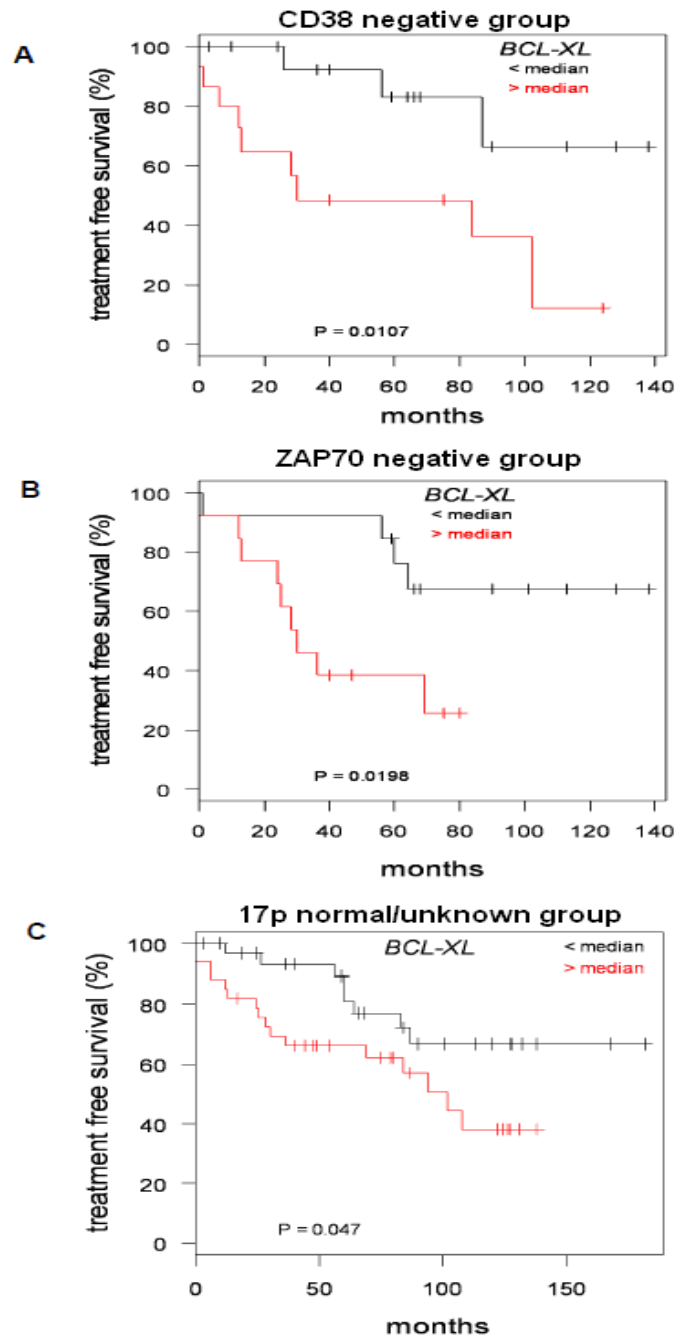 CD38 negative group
A
BCL-XL
< median
> median
treatment free survival (%)
100
80
60
40
20
0
P = 0.0107
0 20 40 60 80 100 120 140
months
ZAP70 negative group
B
BCL-XL
< median
> median
treatment free survival (%)
100
80
60
40
20
0
P = 0.0198
0 20 40 60 80 100 120 140
months
17p normal/unknown group
C
BCL-XL
< median
> median
treatment free survival (%)
100
80
60
40
20
0
P = 0.047
0 50 100 150
months